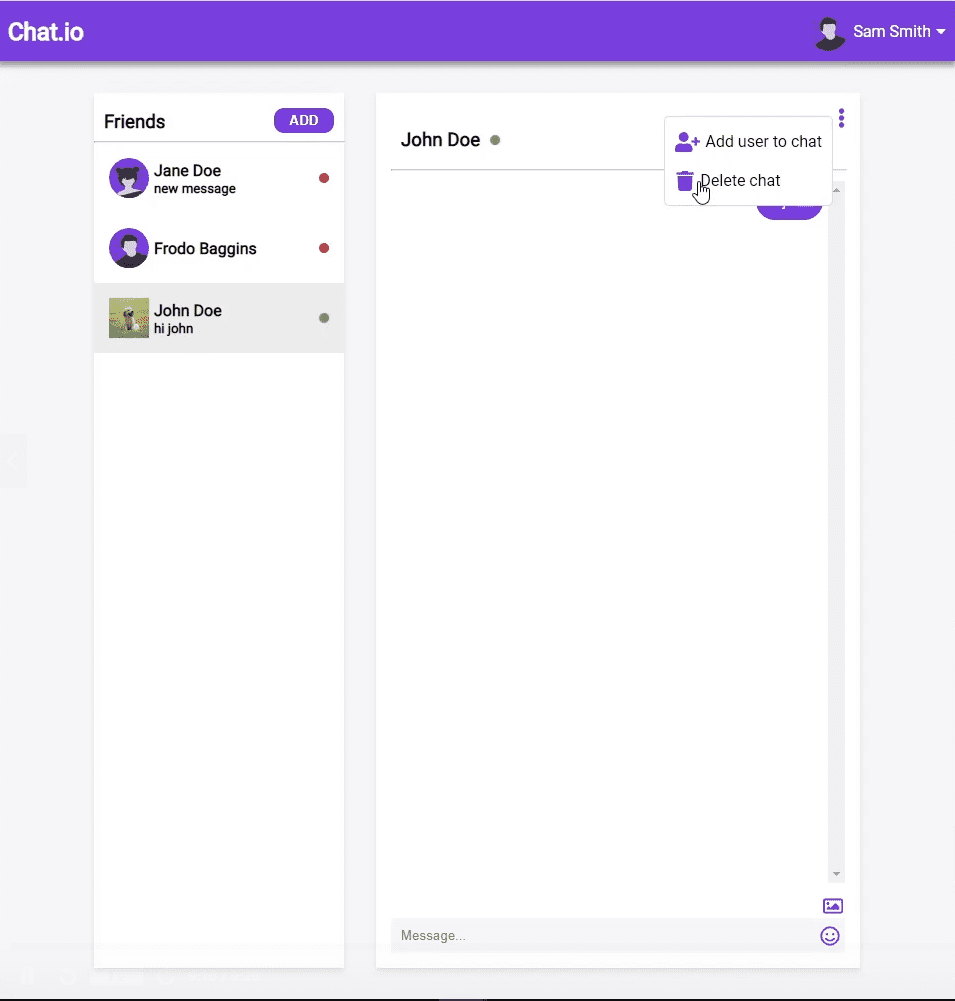 Chat.io
Sam Smith
Friends
ADD
Jane Doe
new message
Frodo Baggins
John Doe
hi john
John Doe
Add user to chat
Delete chat
Message...